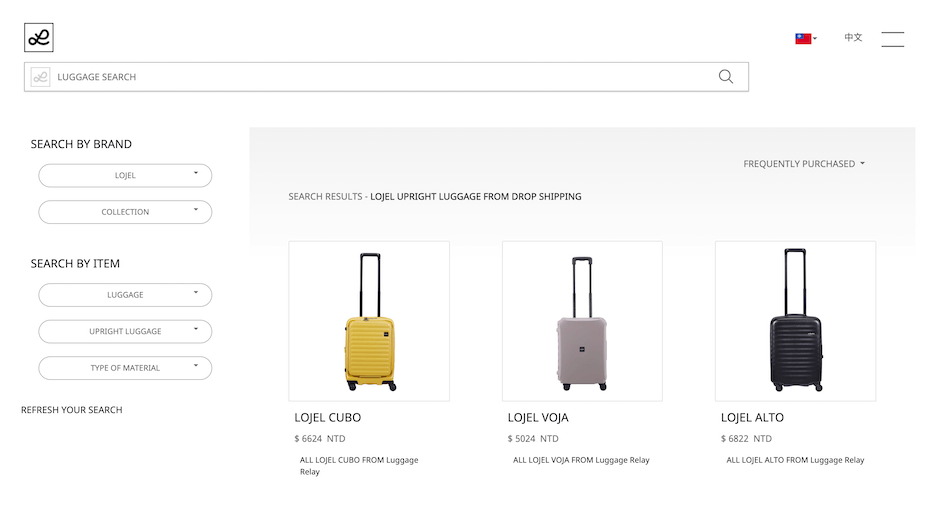 中文
LUGGAGE SEARCH
SEARCH BY BRAND
LOJEL
COLLECTION
SEARCH BY ITEM
LUGGAGE
UPRIGHT LUGGAGE
TYPE OF MATERIAL
REFRESH YOUR SEARCH
FREQUENTLY PURCHASED
SEARCH RESULTS - LOJEL UPRIGHT LUGGAGE FROM DROP SHIPPING
LOJEL CUBO
$ 6624 NTD
ALL LOJEL CUBO FROM Luggage
Relay
LOJEL VOJA
$ 5024 NTD
ALL LOJEL VOJA FROM Luggage Relay
LOJEL ALTO
$ 6822 NTD
ALL LOJEL ALTO FROM Luggage Relay